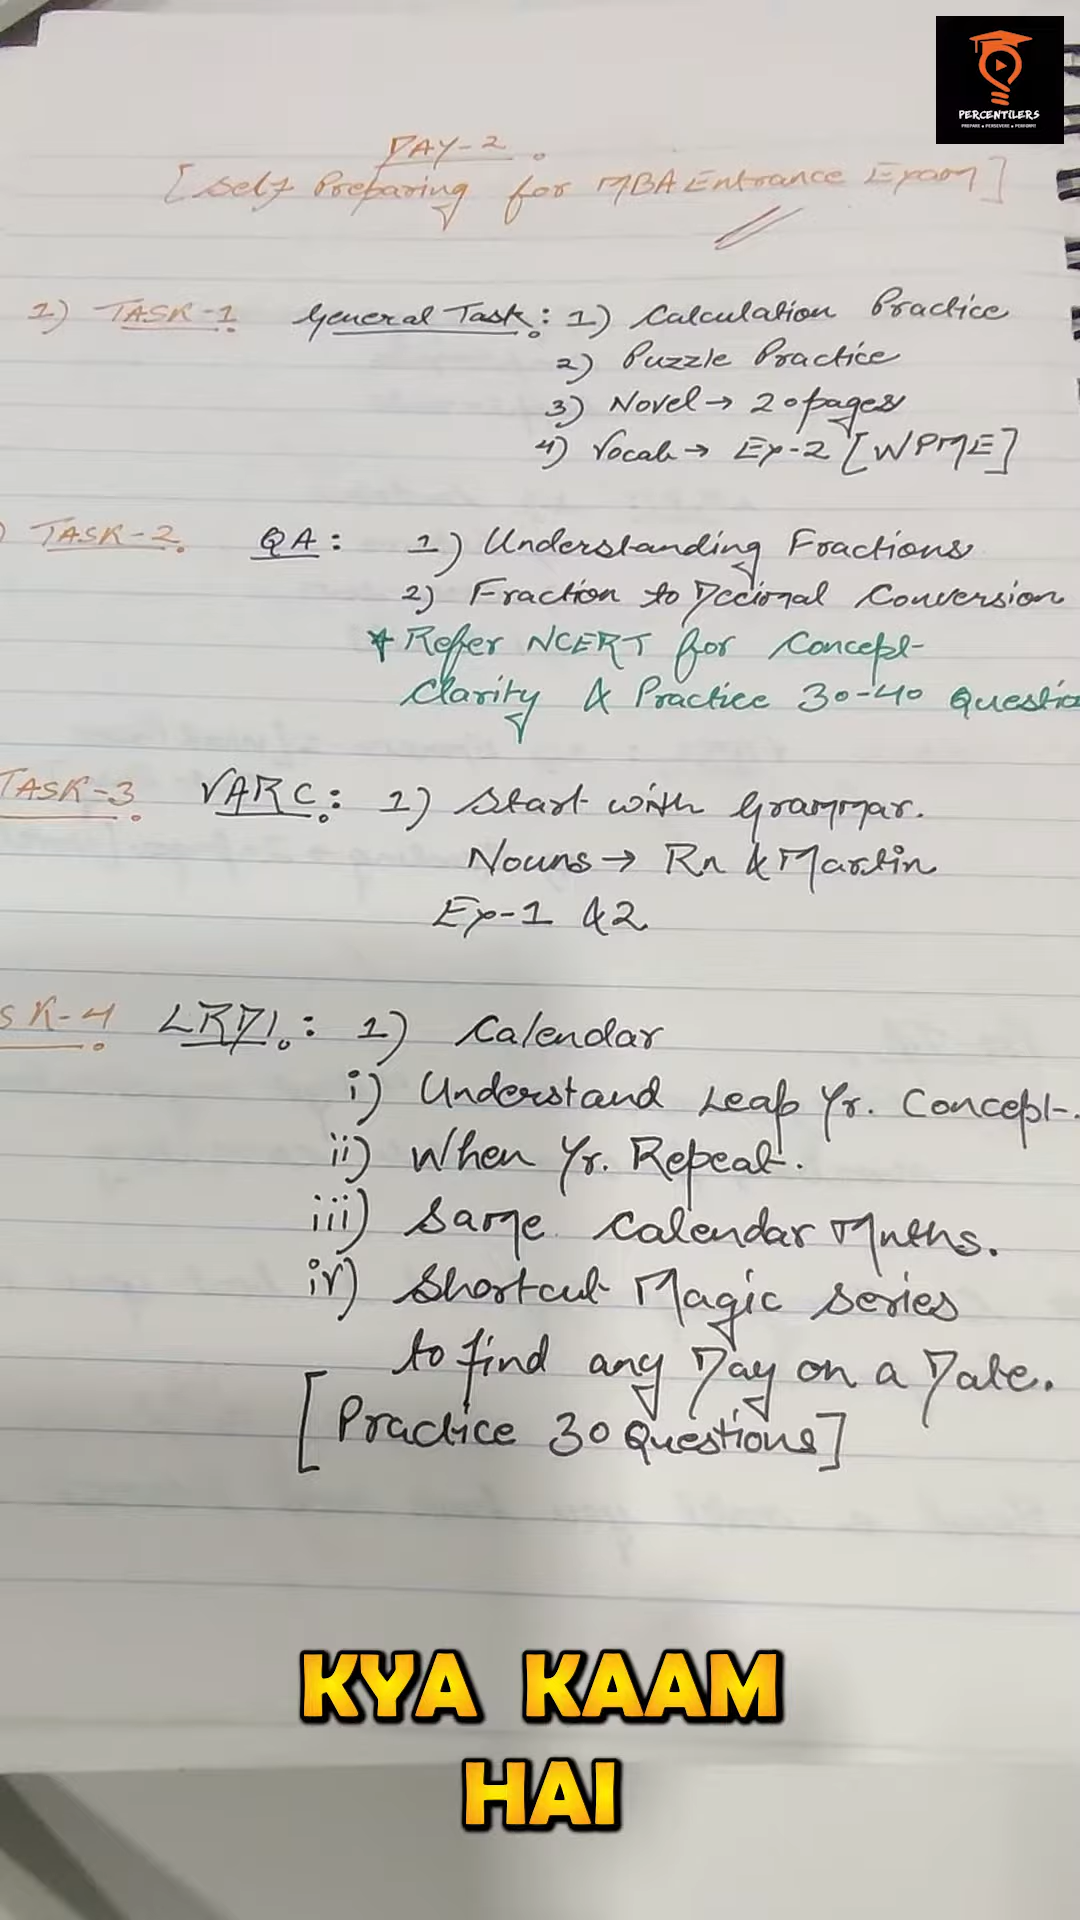 PERCENTILERS
PREPARE • PERSEVERE • PERFORM
DAY-2.
[Self Preparing for MBA Entrance Exam]
1) TASK-1 General Task: 1) Calculation Practice
2) Puzzle Practice
3) Novel → 20 pages
4) Vocab → Ex-2 [WPME]
) TASK-2 QA: 1) Understanding Fractions
2) Fraction to Decimal Conversion
* Refer NCERT for Concept
Clarity & Practice 30-40 Questio
TASK-3 VARC: 1) Start with Grammar.
Nouns → Rn & Martin
Ex-1 &2
SK-4 LRDI: 1) Calendar
i) Understand Leap Yr. Concept.
ii) When Yr. Repeat.
iii) Same Calendar Mnths.
iv) Shortcut Magic Series
to find any Day on a Date.
[Practice 30 Questions]
KYA KAAM
HAI